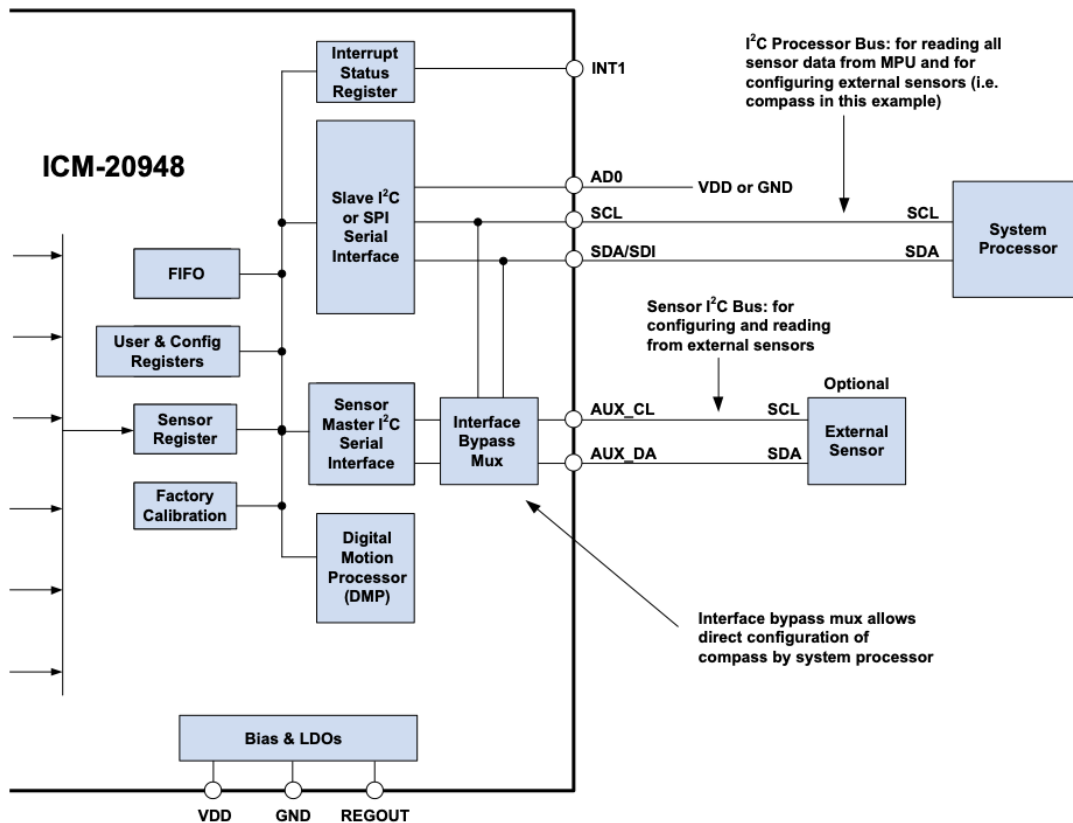 Interrupt
Status
Register
INT1
I²C Processor Bus: for reading all
sensor data from MPU and for
configuring external sensors (i.e.
compass in this example)
ICM-20948
Slave I²C
or SPI
Serial
Interface
AD0
VDD or GND
SCL
SCL
SDA/SDI
SDA
System
Processor
FIFO
User & Config
Registers
Sensor I²C Bus: for
configuring and reading
from external sensors
Sensor
Register
Sensor
Master I²C
Serial
Interface
Interface
Bypass
Mux
AUX_CL
SCL
AUX_DA
SDA
Optional
External
Sensor
Factory
Calibration
Digital
Motion
Processor
(DMP)
Interface bypass mux allows
direct configuration of
compass by system processor
Bias & LDOs
VDD
GND
REGOUT